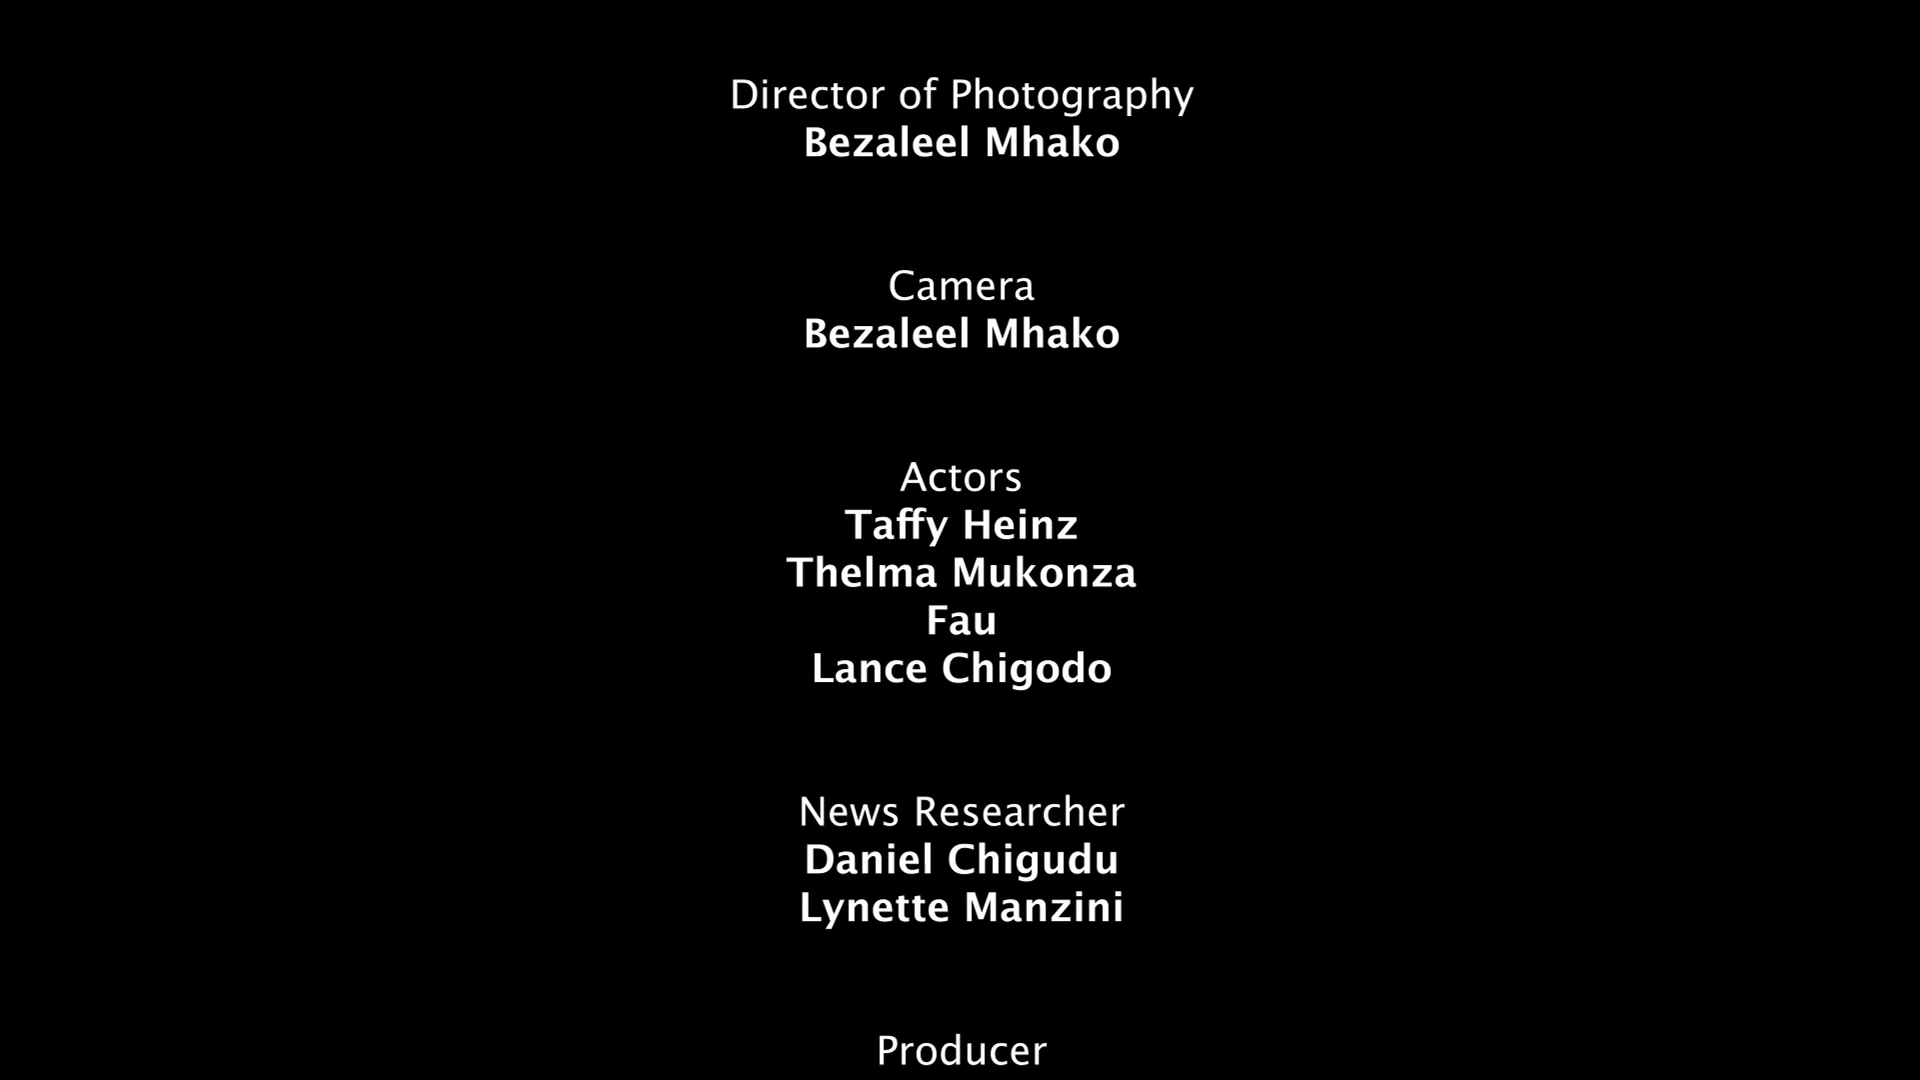 Director of Photography
Bezaleel Mhako
Camera
Bezaleel Mhako
Actors
Taffy Heinz
Thelma Mukonza
Fau
Lance Chigodo
News Researcher
Daniel Chigudu
Lynette Manzini
Producer